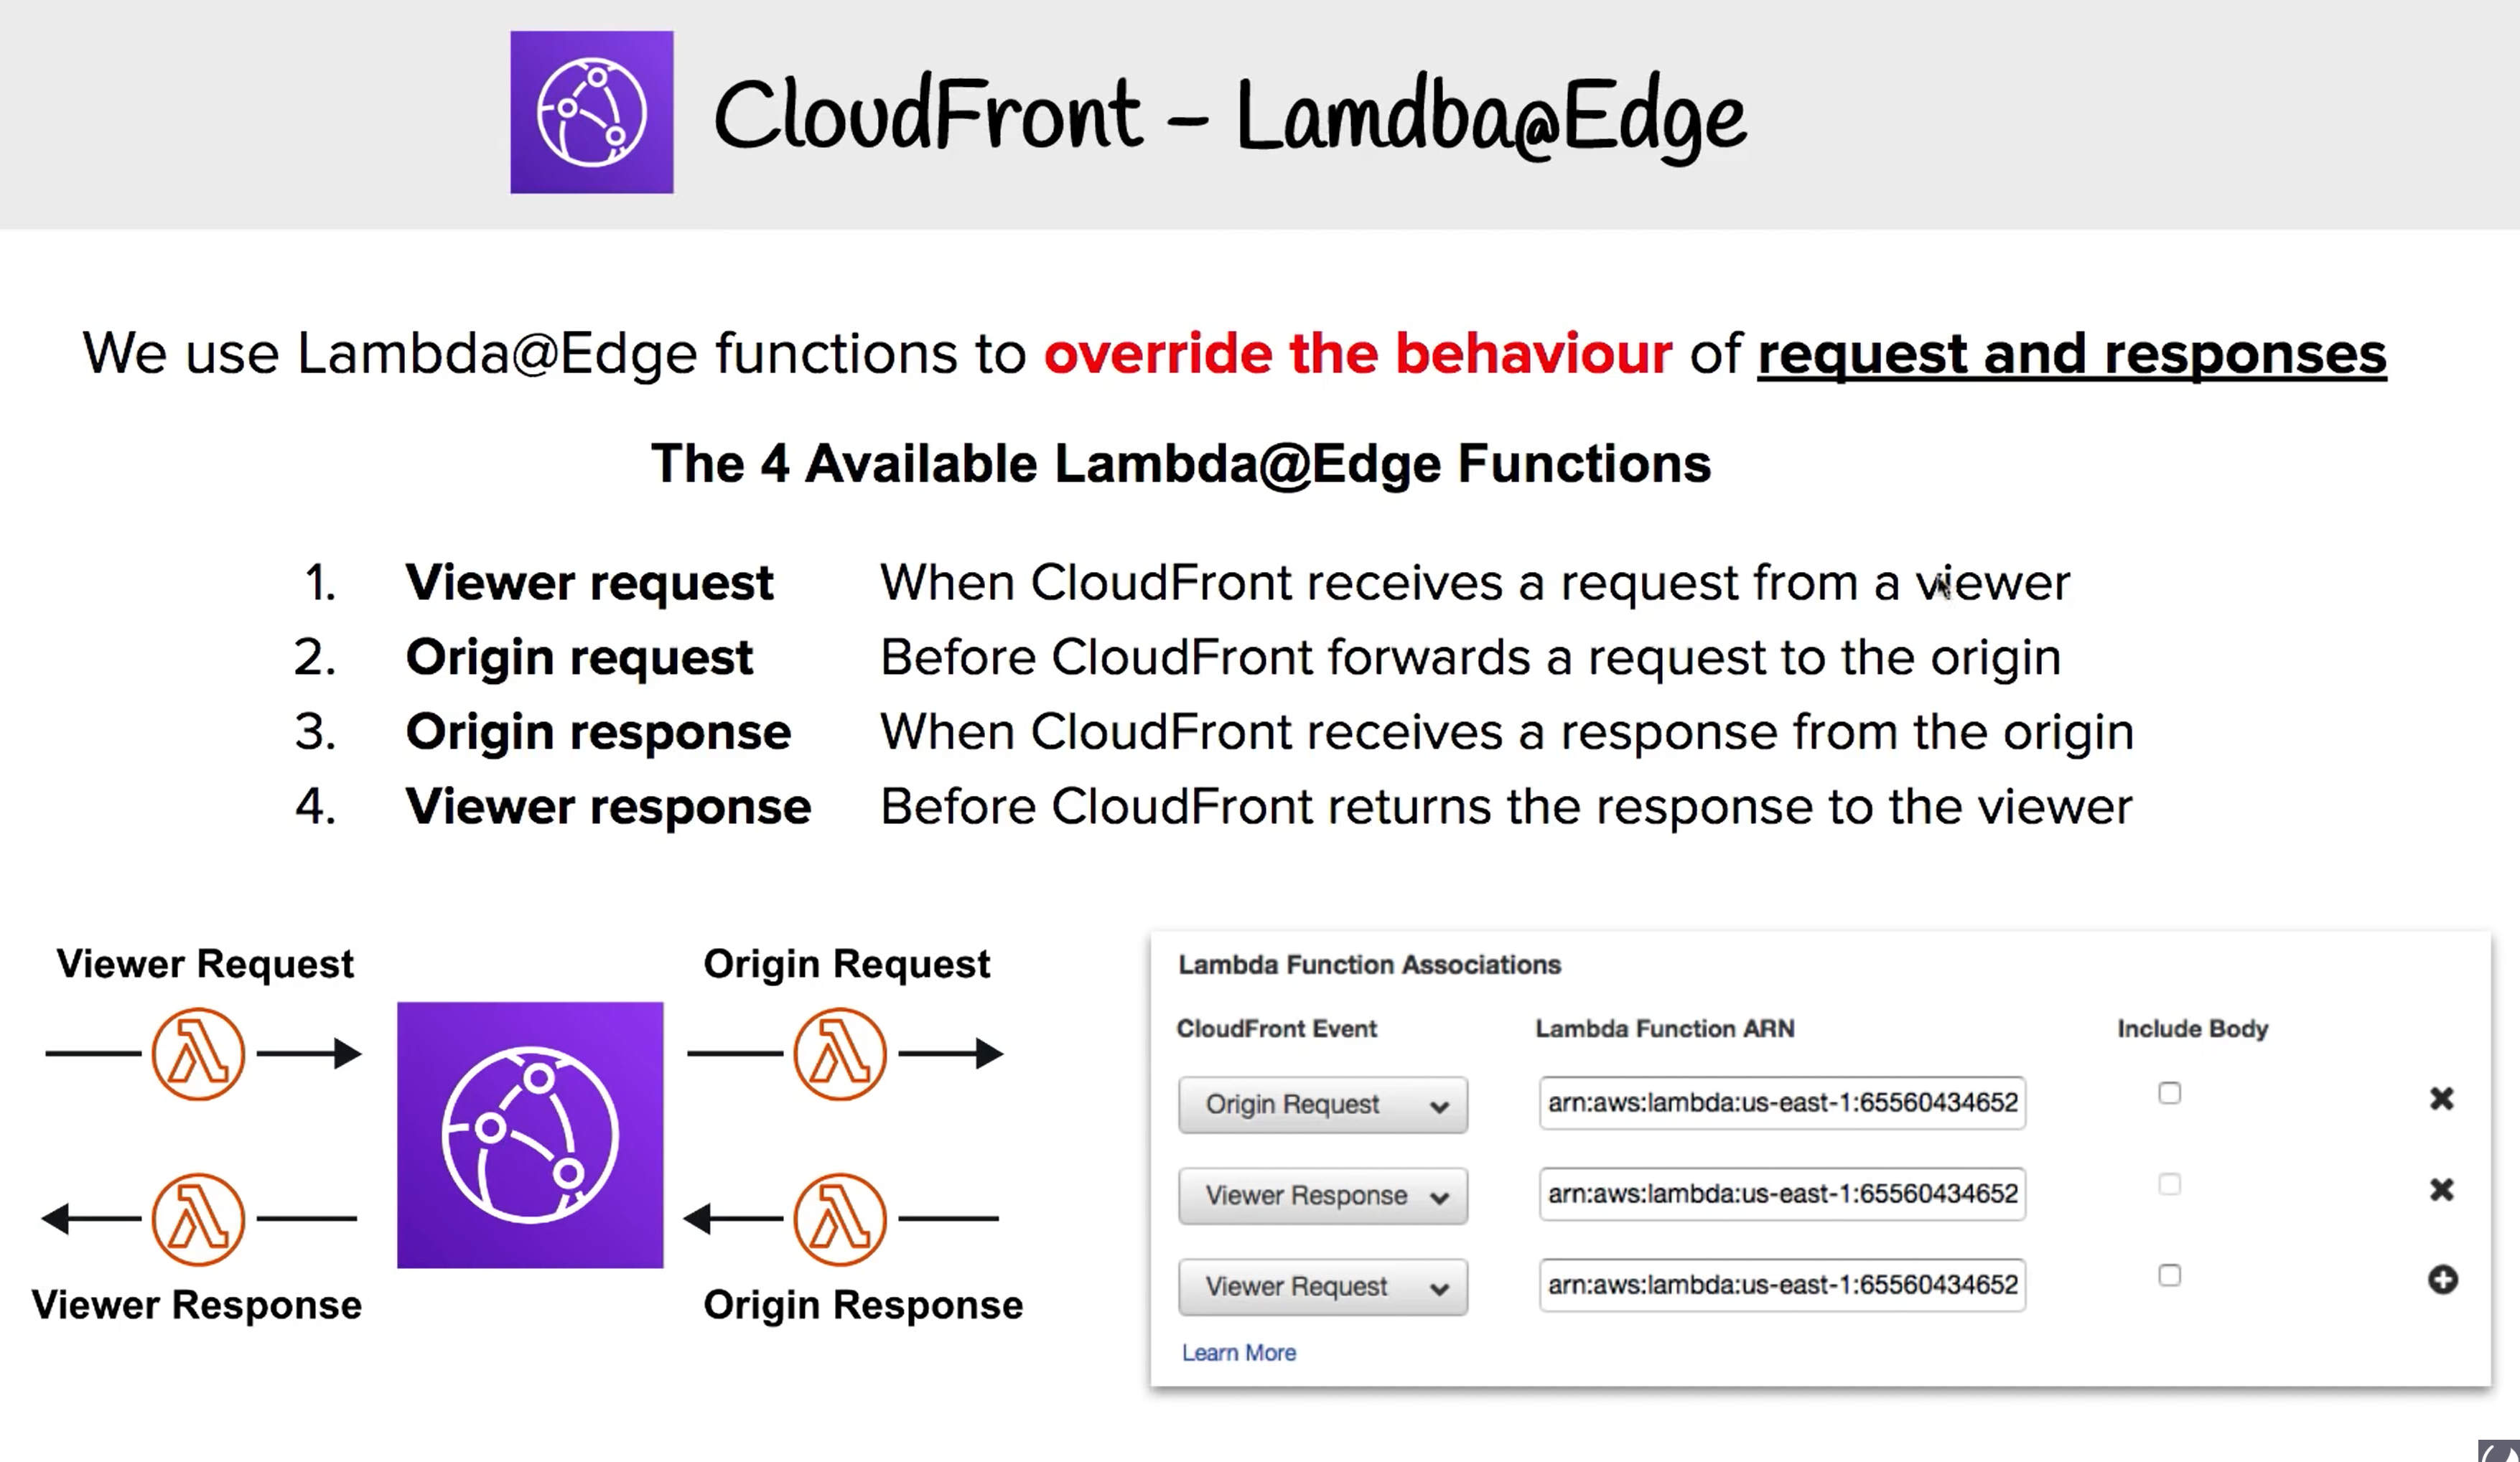 CloudFront – Lamdba@Edge
We use Lambda@Edge functions to override the behaviour of request and responses
The 4 Available Lambda@Edge Functions
1. Viewer request When CloudFront receives a request from a viewer
2. Origin request Before CloudFront forwards a request to the origin
3. Origin response When CloudFront receives a response from the origin
4. Viewer response Before CloudFront returns the response to the viewer
Viewer Request
Origin Request
Viewer Response
Origin Response
Lambda Function Associations
CloudFront Event Lambda Function ARN Include Body
Origin Request arn:aws:lambda:us-east-1:65560434652
Viewer Response arn:aws:lambda:us-east-1:65560434652
Viewer Request arn:aws:lambda:us-east-1:65560434652
Learn More